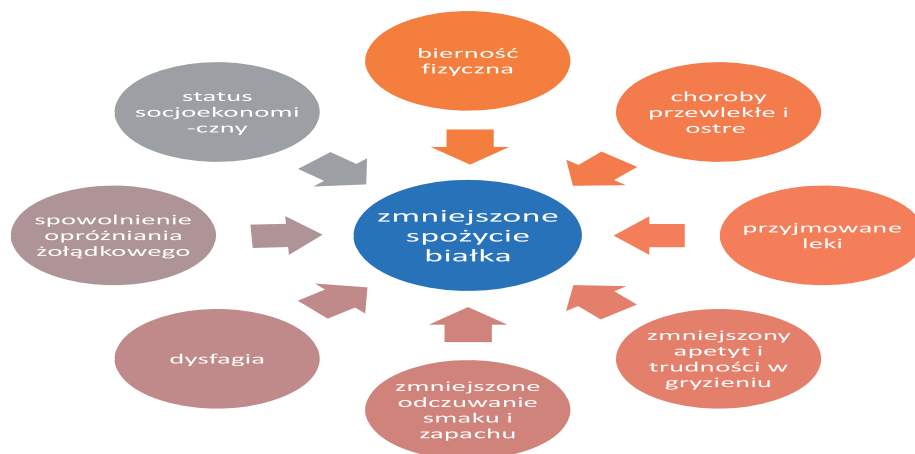 bierność
fizyczna
choroby
przewlekłe i
ostre
przyjmowane
leki
zmniejszony
apetyt i
trudności w
gryzieniu
zmniejszone
odczuwanie
smaku i
zapachu
dysfagia
spowolnienie
opróżniania
żołądkowego
status
socjoekonomi
-czny
zmniejszone
spożycie
białka